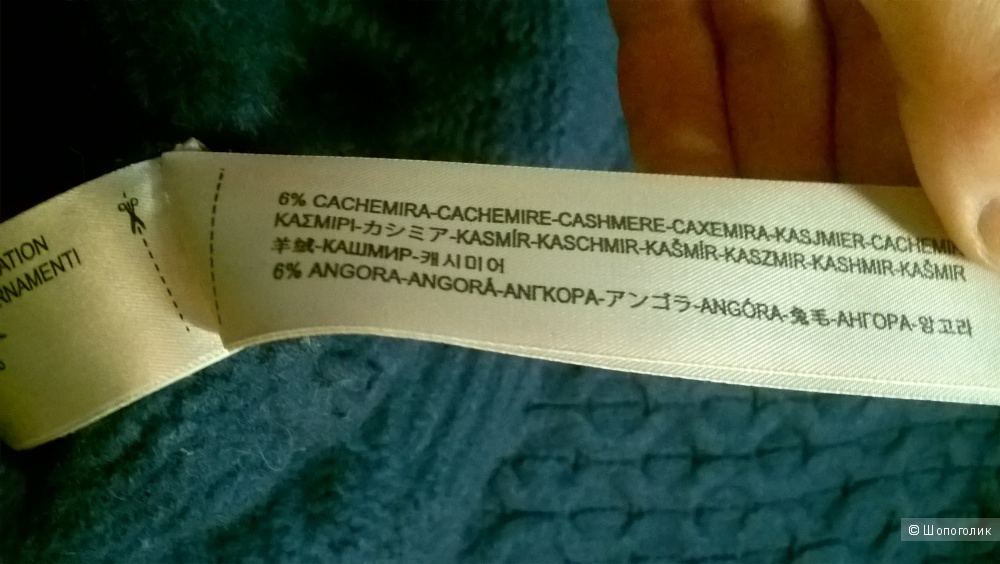 ATION
RNAMENTI
6% CACHEMIRA-CACHEMIRE-CASHMERE-CAXEMIRA-KASJMIER-CACHEMIR
ΚΑΣΜΙΡΙ-カシミア-KASMÍR-KASCHMIR-KAŠMÍR-KASZMIR-KASHMIR-KAŠMIR
羊绒-КАШМИР-캐시미어
6% ANGORA-ANGORÁ-ΑΝΓΚΟΡΑ-アンゴラ-ANGÓRA-兔毛-АНГОРА-앙고라
© Шопоголик